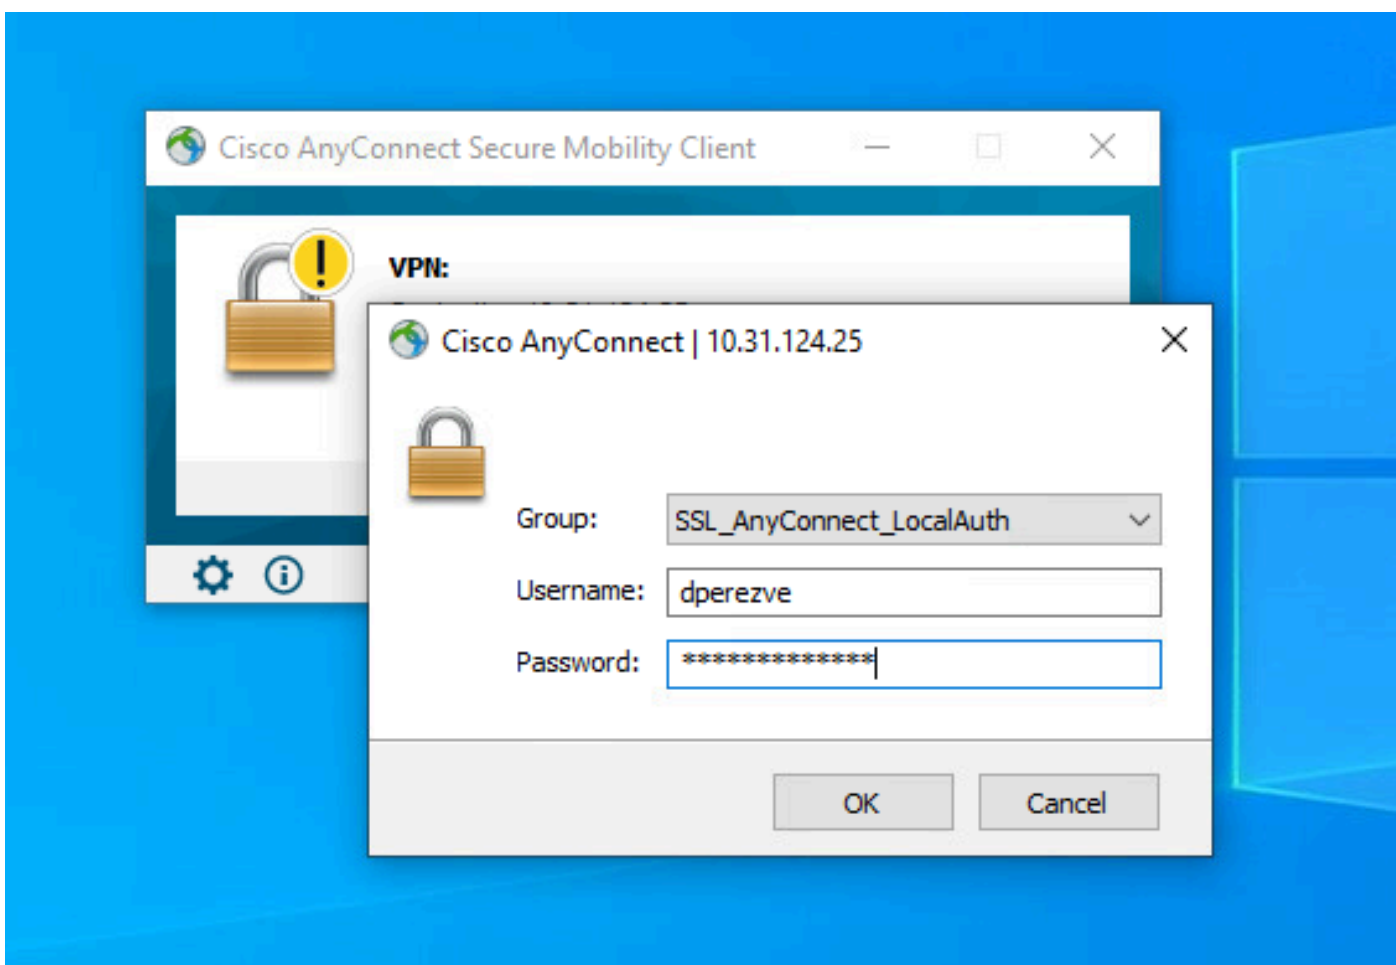 Cisco AnyConnect Secure Mobility Client
VPN:
Cisco AnyConnect | 10.31.124.25
Group: SSL_AnyConnect_LocalAuth
Username: dperezve
Password: *************
OK Cancel